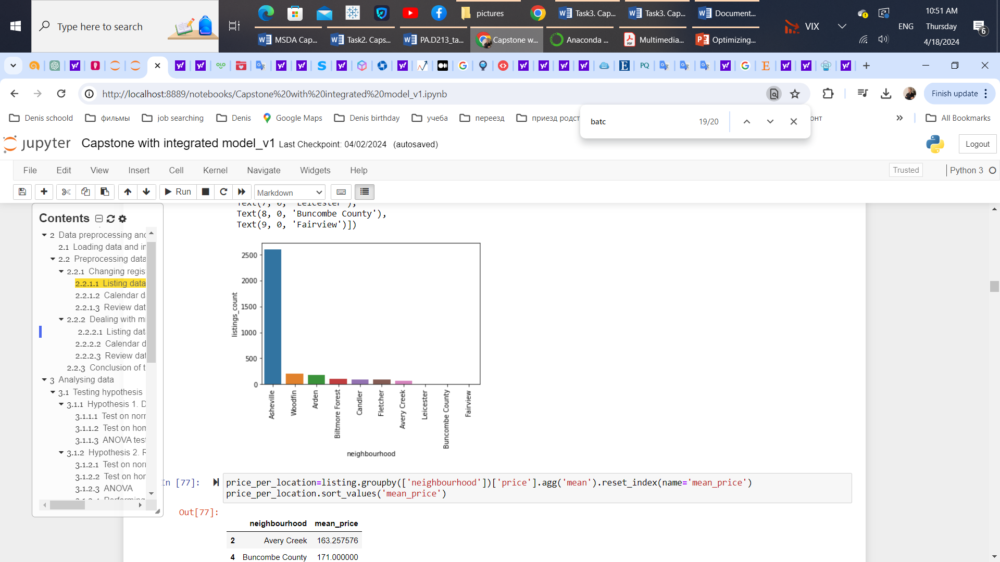 Type here to search
pictures
Task3. Cap...
Task3. Cap...
Document...
MSDA Cap...
Task2. Caps...
PA.D213_ta...
Capstone w...
Anaconda ...
Multimedia...
Optimizing...
VIX
ENG
10:51 AM
Thursday
4/18/2024
6
http://localhost:8889/notebooks/Capstone%20with%20integrated%20model_v1.ipynb
Finish update
Denis schoold
фильмы
job searching
Denis
Google Maps
Denis birthday
учеба
переезд
приезд родст
онт
All Bookmarks
batc
19/20
jupyter
Capstone with integrated model_v1
Last Checkpoint: 04/02/2024
(autosaved)
Logout
File
Edit
View
Insert
Cell
Kernel
Navigate
Widgets
Help
Trusted
Python 3
Run
Markdown
Contents
2 Data preprocessing and
2.1 Loading data and in
2.2 Preprocessing data
2.2.1 Changing regis
2.2.1.1 Listing data
2.2.1.2 Calendar d
2.2.1.3 Review dat
2.2.2 Dealing with mi
2.2.2.1 Listing dat
2.2.2.2 Calendar d
2.2.2.3 Review dat
2.2.3 Conclusion of t
3 Analysing data
3.1 Testing hypothesis
3.1.1 Hypothesis 1. D
3.1.1.1 Test on norr
3.1.1.2 Test on hom
3.1.1.3 ANOVA test
3.1.2 Hypothesis 2. F
3.1.2.1 Test on norr
3.1.2.2 Test on hor
3.1.2.3 ANOVA
Text(7, 0, 'Leicester'),
Text(8, 0, 'Buncombe County'),
Text(9, 0, 'Fairview')])
listings_count
2500
2000
1500
1000
500
0
Asheville
Woodfin
Arden
Biltmore Forest
Candler
Fletcher
Avery Creek
Leicester
Buncombe County
Fairview
neighbourhood
In [77]:
price_per_location=listing.groupby(['neighbourhood'])['price'].agg('mean').reset_index(name='mean_price')
price_per_location.sort_values('mean_price')
Out[77]:
neighbourhood mean_price
2 Avery Creek 163.257576
4 Buncombe County 171.000000